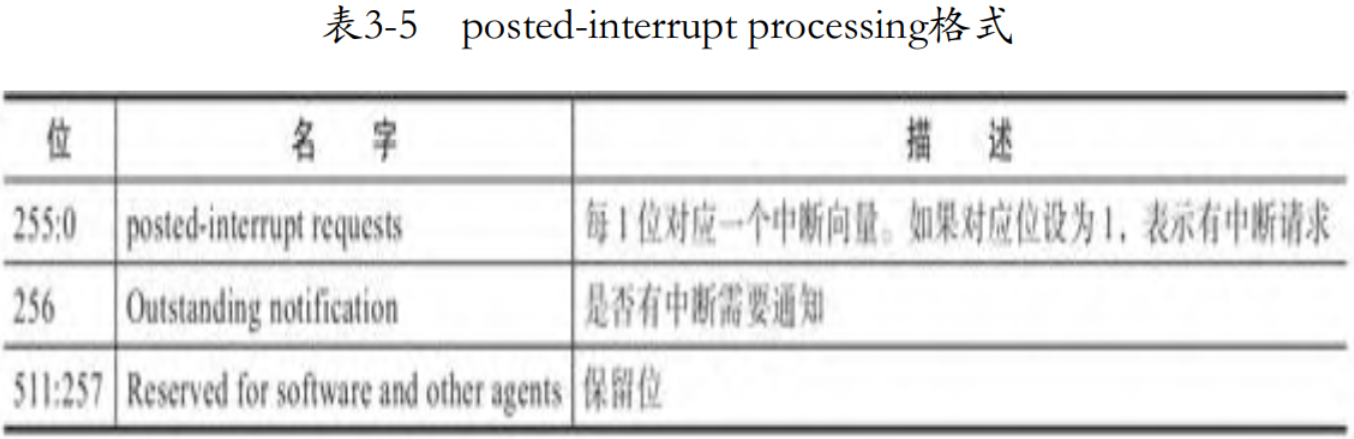 表3-5 posted-interrupt processing格式
位 名 字 描 述
255:0 posted-interrupt requests 每1位对应一个中断向量。如果对应位设为1，表示有中断请求
256 Outstanding notification 是否有中断需要通知
511:257 Reserved for software and other agents 保留位